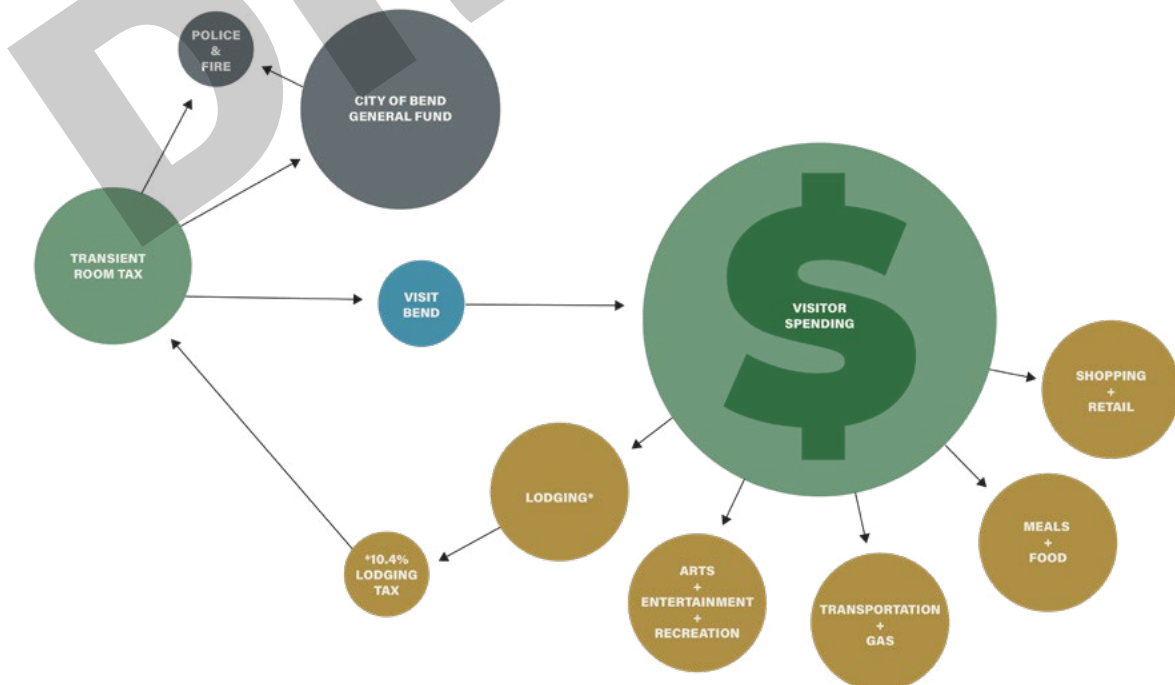 POLICE
&
FIRE
CITY OF BEND
GENERAL FUND
TRANSIENT
ROOM TAX
VISIT
BEND
VISITOR
SPENDING
$
SHOPPING
+
RETAIL
LODGING*
MEALS
+
FOOD
*10.4%
LODGING
TAX
ARTS
+
ENTERTAINMENT
+
RECREATION
TRANSPORTATION
+
GAS